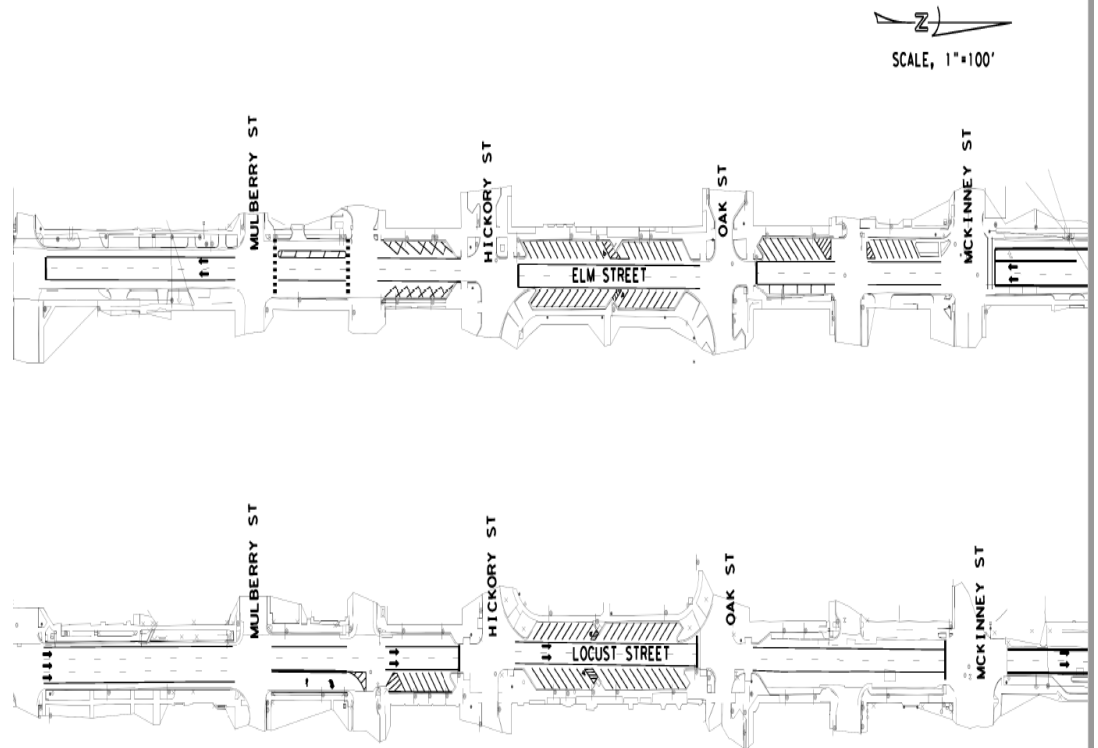 N
SCALE, 1"=100'
MULBERRY ST
HICKORY ST
OAK ST
MCKINNEY ST
ELM STREET
MULBERRY ST
HICKORY ST
OAK ST
MCKINNEY ST
LOCUST STREET